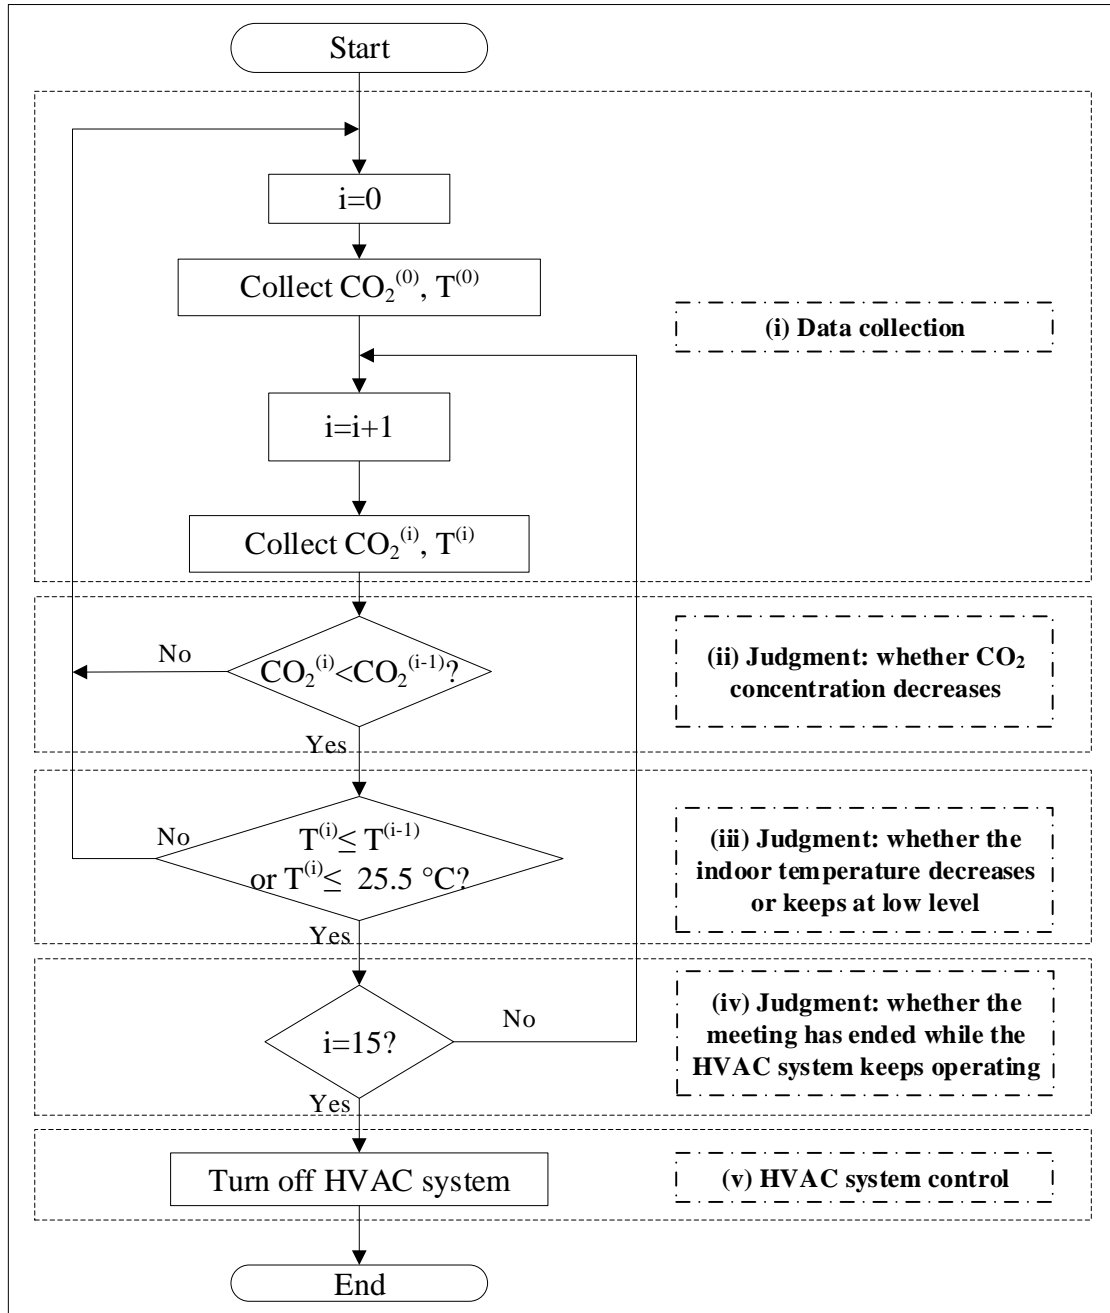 Start
i=0
Collect CO₂⁽⁰⁾, T⁽⁰⁾
(i) Data collection
i=i+1
Collect CO₂⁽ⁱ⁾, T⁽ⁱ⁾
No
CO₂⁽ⁱ⁾<CO₂⁽ⁱ⁻¹⁾?
Yes
(ii) Judgment: whether CO₂
concentration decreases
No
T⁽ⁱ⁾≤ T⁽ⁱ⁻¹⁾
or T⁽ⁱ⁾≤ 25.5 °C?
Yes
(iii) Judgment: whether the
indoor temperature decreases
or keeps at low level
i=15?
No
Yes
(iv) Judgment: whether the
meeting has ended while the
HVAC system keeps operating
Turn off HVAC system
(v) HVAC system control
End